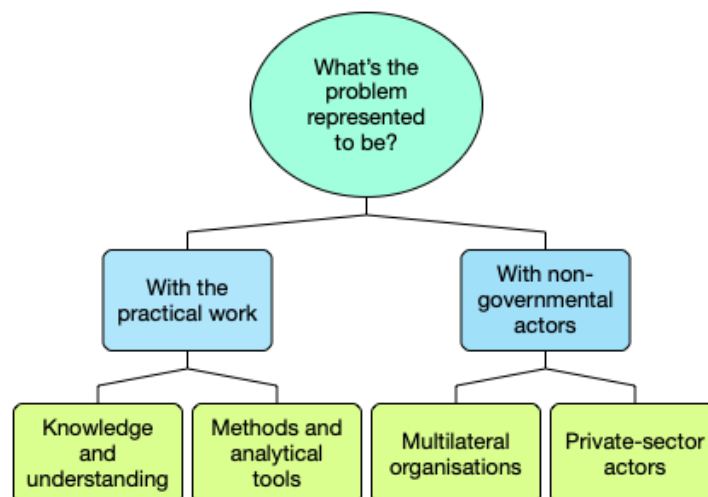 What's the
problem
represented
to be?
With the
practical work
With non-
governmental
actors
Knowledge
and
understanding
Methods and
analytical
tools
Multilateral
organisations
Private-sector
actors